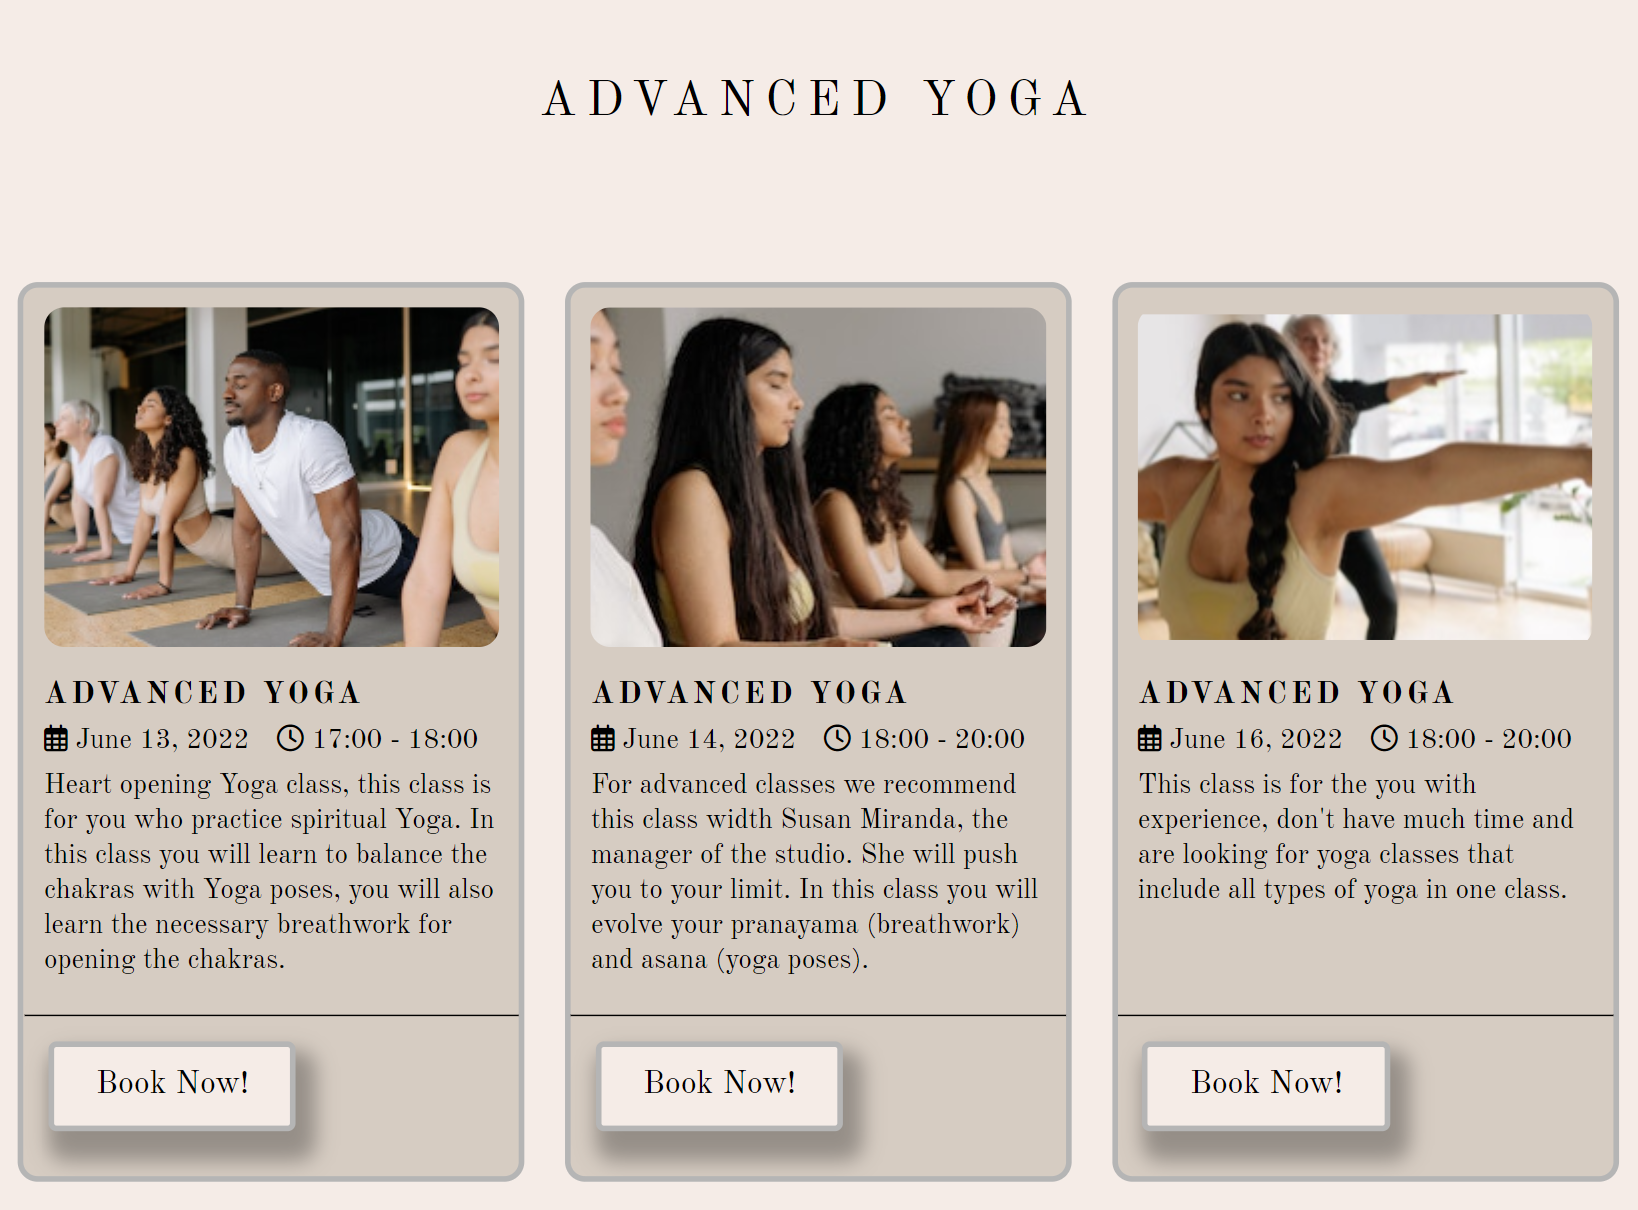 ADVANCED YOGA
ADVANCED YOGA
June 13, 2022 17:00 - 18:00
Heart opening Yoga class, this class is
for you who practice spiritual Yoga. In
this class you will learn to balance the
chakras with Yoga poses, you will also
learn the necessary breathwork for
opening the chakras.
Book Now!
ADVANCED YOGA
June 14, 2022 18:00 - 20:00
For advanced classes we recommend
this class width Susan Miranda, the
manager of the studio. She will push
you to your limit. In this class you will
evolve your pranayama (breathwork)
and asana (yoga poses).
Book Now!
ADVANCED YOGA
June 16, 2022 18:00 - 20:00
This class is for the you with
experience, don't have much time and
are looking for yoga classes that
include all types of yoga in one class.
Book Now!